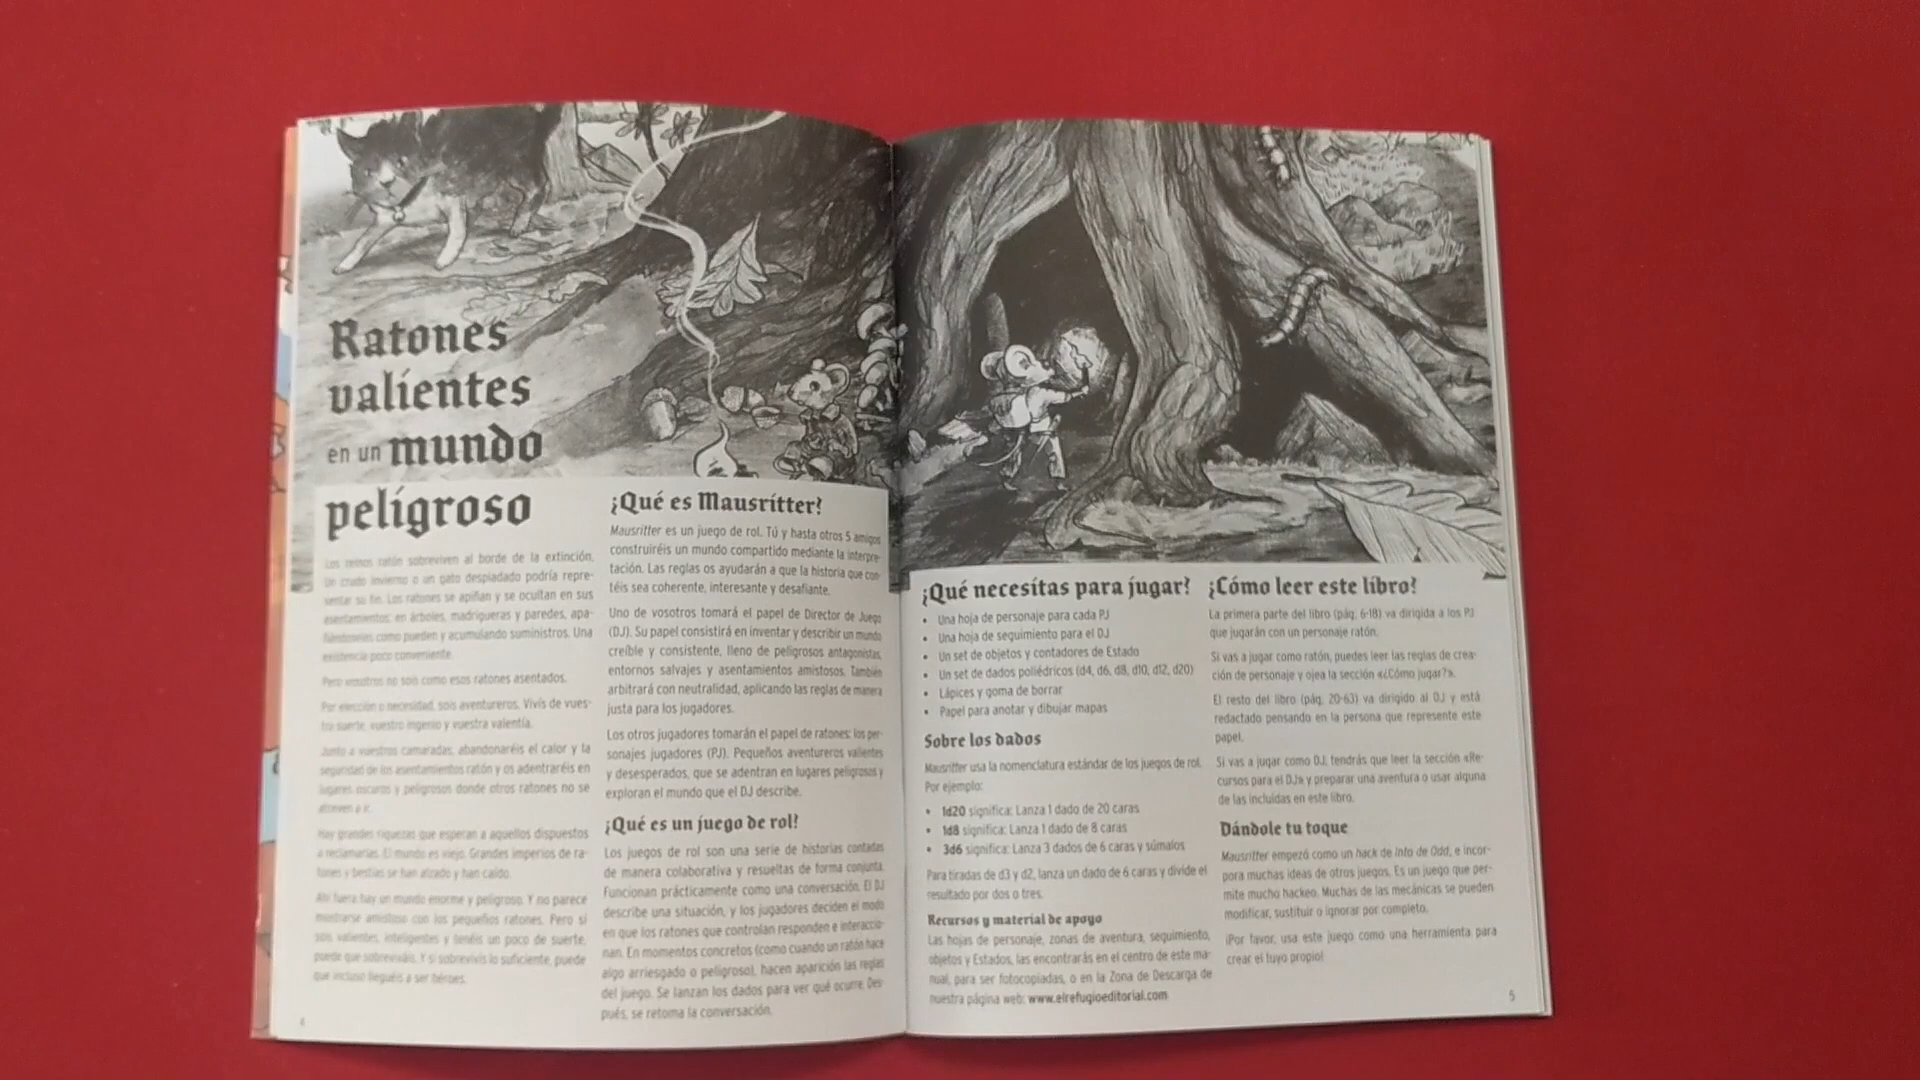 Ratones
valientes
en un mundo
peligroso
Los reinos ratón sobreviven al borde de la extinción.
Un crudo invierno o un gato despiadado podría repre-
sentar su fin. Los ratones se apiñan y se ocultan en sus
asentamientos: en árboles, madrigueras y paredes, apa-
ñándoselas como pueden y acumulando suministros. Una
existencia poco conveniente.
Pero vosotros no sois como esos ratones asentados.
Por elección o necesidad, sois aventureros. Vivís de vues-
tra suerte, vuestro ingenio y vuestra valentía.
Junto a vuestros camaradas, abandonaréis el calor y la
seguridad de los asentamientos ratón y os adentraréis en
lugares oscuros y peligrosos donde otros ratones no se
atreven a ir.
Hay grandes riquezas que esperan a aquellos dispuestos
a reclamarlas. El mundo es viejo. Grandes imperios de ra-
tones y bestias se han alzado y han caído.
Ahí fuera hay un mundo enorme y peligroso. Y no parece
mostrarse amistoso con los pequeños ratones. Pero si
sois valientes, inteligentes y tenéis un poco de suerte,
puede que sobreviváis. Y si sobrevivís lo suficiente, puede
que incluso lleguéis a ser héroes.
4
¿Qué es Mausritter?
Mausritter es un juego de rol. Tú y hasta otros 5 amigos
construiréis un mundo compartido mediante la interpre-
tación. Las reglas os ayudarán a que la historia que con-
téis sea coherente, interesante y desafiante.
Uno de vosotros tomará el papel de Director de Juego
(DJ). Su papel consistirá en inventar y describir un mundo
creíble y consistente, lleno de peligrosos antagonistas,
entornos salvajes y asentamientos amistosos. También
arbitrará con neutralidad, aplicando las reglas de manera
justa para los jugadores.
Los otros jugadores tomarán el papel de ratones: los per-
sonajes jugadores (PJ). Pequeños aventureros valientes
y desesperados, que se adentran en lugares peligrosos y
exploran el mundo que el DJ describe.
¿Qué es un juego de rol?
Los juegos de rol son una serie de historias contadas
de manera colaborativa y resueltas de forma conjunta.
Funcionan prácticamente como una conversación. El DJ
describe una situación, y los jugadores deciden el modo
en que los ratones que controlan responden e interaccio-
nan. En momentos concretos (como cuando un ratón hace
algo arriesgado o peligroso), hacen aparición las reglas
del juego. Se lanzan los dados para ver qué ocurre. Des-
pués, se retoma la conversación.
¿Qué necesitas para jugar?
• Una hoja de personaje para cada PJ
• Una hoja de seguimiento para el DJ
• Un set de objetos y contadores de Estado
• Un set de dados poliédricos (d4, d6, d8, d10, d12, d20)
• Lápices y goma de borrar
• Papel para anotar y dibujar mapas
Sobre los dados
Mausritter usa la nomenclatura estándar de los juegos de rol.
Por ejemplo:
• 1d20 significa: Lanza 1 dado de 20 caras
• 1d8 significa: Lanza 1 dado de 8 caras
• 3d6 significa: Lanza 3 dados de 6 caras y súmalos
Para tiradas de d3 y d2, lanza un dado de 6 caras y divide el
resultado por dos o tres.
Recursos y material de apoyo
Las hojas de personaje, zonas de aventura, seguimiento,
objetos y Estados, las encontrarás en el centro de este ma-
nual, para ser fotocopiadas, o en la Zona de Descarga de
nuestra página web: www.elrefugioeditorial.com
¿Cómo leer este libro?
La primera parte del libro (pág. 6-18) va dirigida a los PJ
que jugarán con un personaje ratón.
Si vas a jugar como ratón, puedes leer las reglas de crea-
ción de personaje y ojea la sección «¿Cómo jugar?».
El resto del libro (pág. 20-63) va dirigido al DJ y está
redactado pensando en la persona que represente este
papel.
Si vas a jugar como DJ, tendrás que leer la sección «Re-
cursos para el DJ» y preparar una aventura o usar alguna
de las incluidas en este libro.
Dándole tu toque
Mausritter empezó como un hack de Into de Odd, e incor-
pora muchas ideas de otros juegos. Es un juego que per-
mite mucho hackeo. Muchas de las mecánicas se pueden
modificar, sustituir o ignorar por completo.
¡Por favor, usa este juego como una herramienta para
crear el tuyo propio!
5